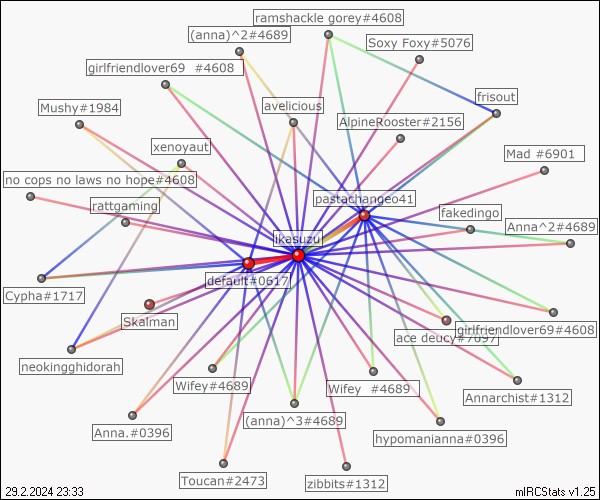 ramshackle gorey#4608
(anna)^2#4689
Soxy Foxy#5076
girlfriendlover69 #4608
frisout
Mushy#1984
avelicious
AlpineRooster#2156
xenoyaut
Mad #6901
no cops no laws no hope#4608
pastachangeo41
rattgaming
fakedingo
Anna^2#4689
ikasuzu
default#0617
Cypha#1717
Skalman
girlfriendlover69#4608
ace deucy#7097
neokingghidorah
Wifey#4689
Wifey #4689
Annarchist#1312
(anna)^3#4689
Anna.#0396
hypomanianna#0396
Toucan#2473
zibbits#1312
29.2.2024 23:33
mIRCStats v1.25